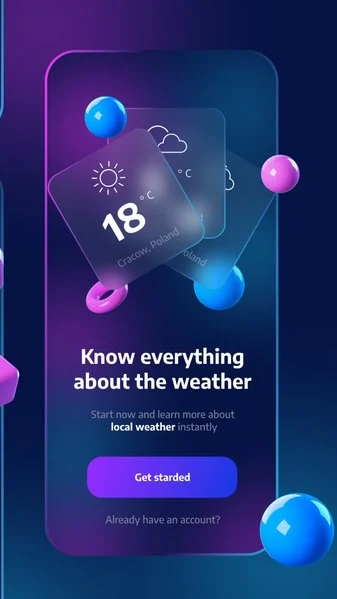 °C
18°C
Cracow, Poland
oland
Know everything
about the weather
Start now and learn more about
local weather instantly
Get starded
Already have an account?